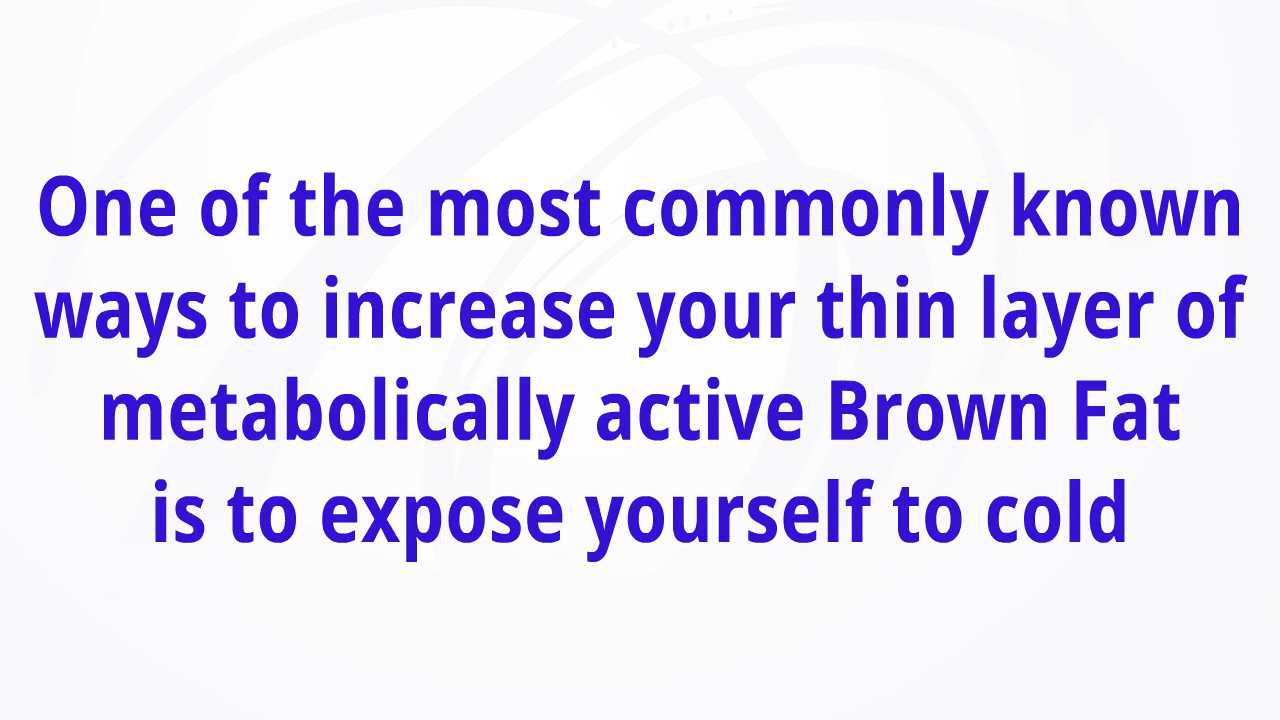 One of the most commonly known
ways to increase your thin layer of
metabolically active Brown Fat
is to expose yourself to cold